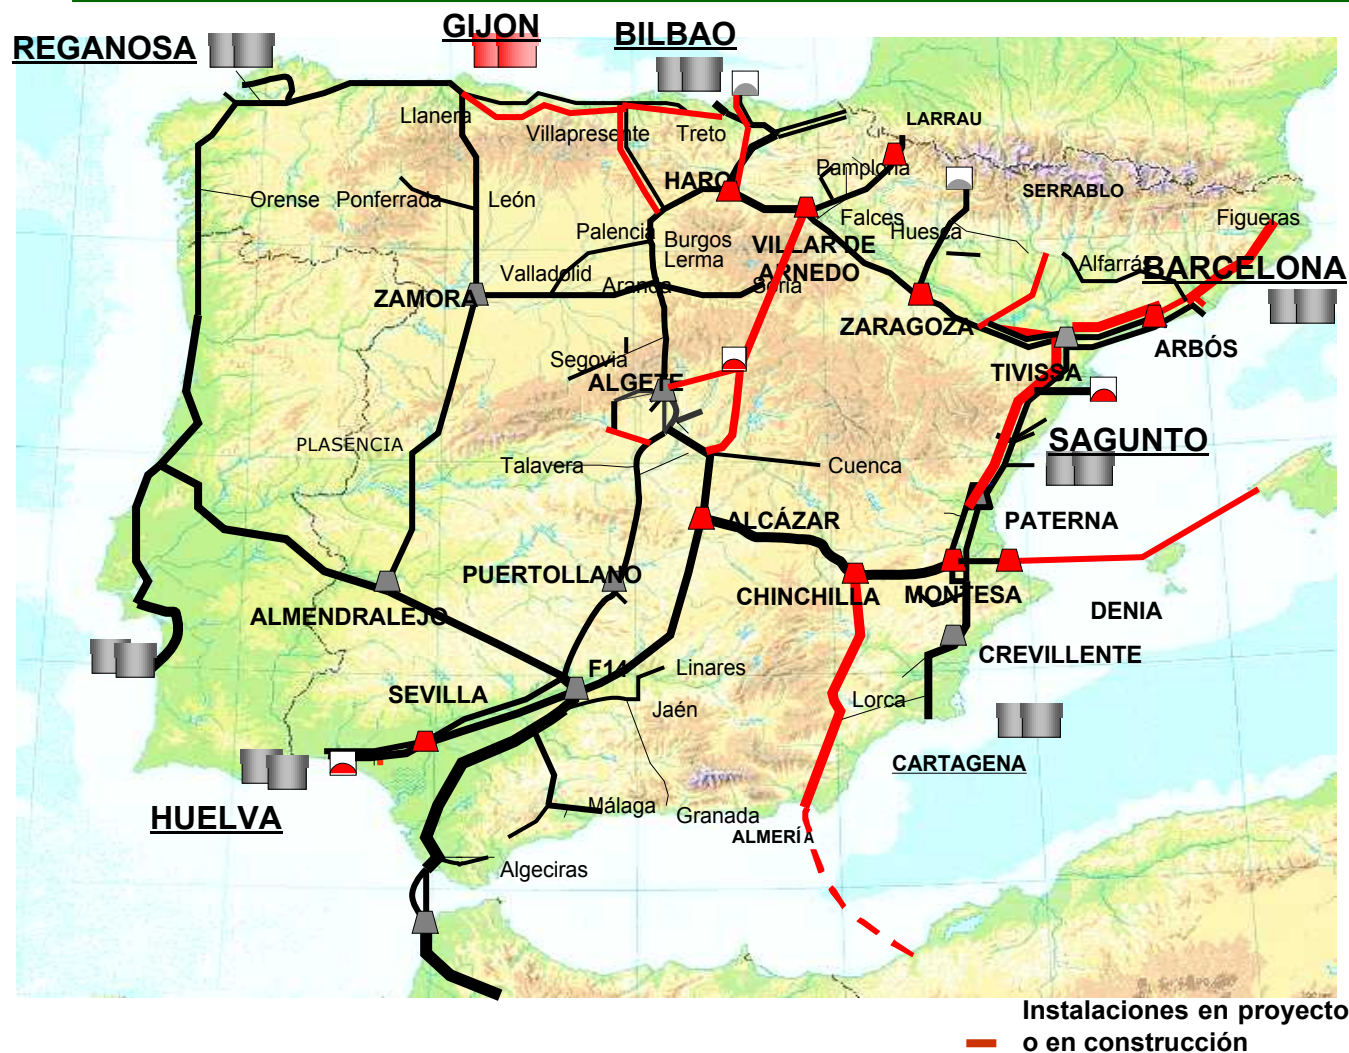 GIJON
BILBAO
REGANOSA
Llanera
Villapresente
Treto
LARRAU
Pamplona
HARO
SERRABLO
Orense
Ponferrada
León
Falces
Figueras
Palencia
Huesca
Burgos
VILLAR DE
ARNEDO
Lerma
Alfarrás
BARCELONA
Valladolid
Aranda
Soria
ZAMORA
ZARAGOZA
ARBÓS
Segovia
TIVISSA
ALGETE
PLASENCIA
SAGUNTO
Talavera
Cuenca
ALCÁZAR
PATERNA
PUERTOLLANO
CHINCHILLA
MONTESA
ALMENDRALEJO
DENIA
CREVILLENTE
F14
Linares
SEVILLA
Lorca
Jaén
CARTAGENA
HUELVA
Málaga
Granada
ALMERÍA
Algeciras
Instalaciones en proyecto
o en construcción